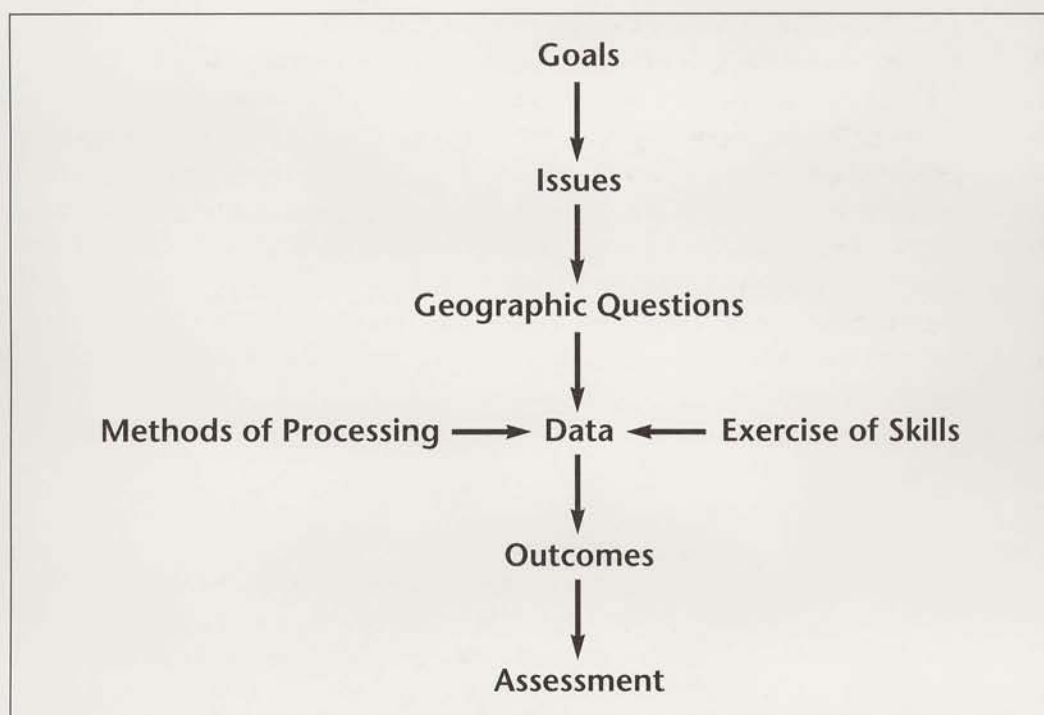 Goals
Issues
Geographic Questions
Methods of Processing Data Exercise of Skills
Outcomes
Assessment